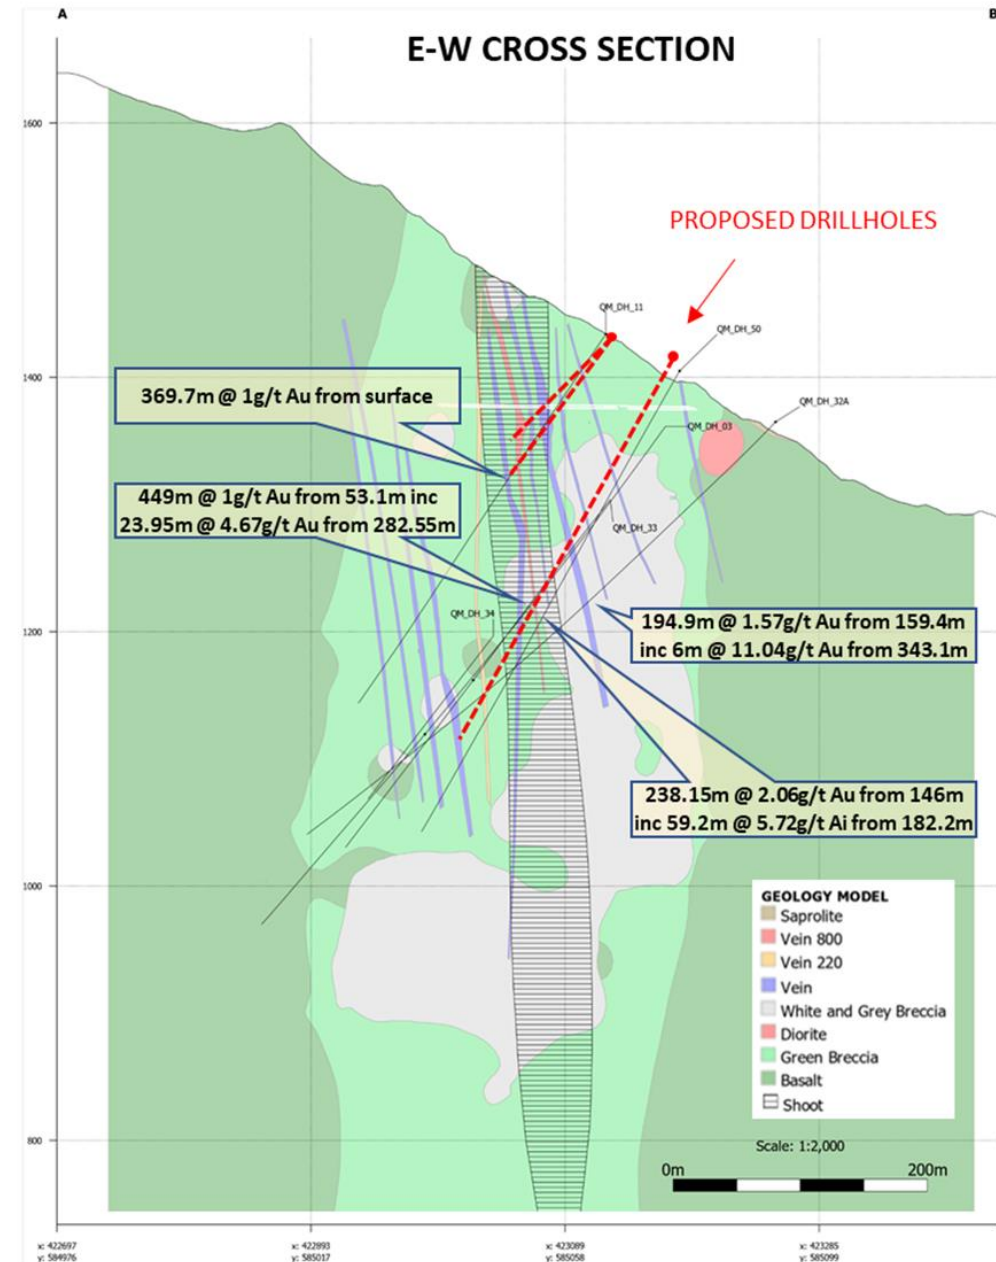 A
B
E-W CROSS SECTION
1600
PROPOSED DRILLHOLES
QM_DH_11
QM_DH_50
1400
369.7m @ 1g/t Au from surface
QM_DH_32A
QM_DH_03
449m @ 1g/t Au from 53.1m inc
23.95m @ 4.67g/t Au from 282.55m
QM_DH_33
QM_DH_34
1200
194.9m @ 1.57g/t Au from 159.4m
inc 6m @ 11.04g/t Au from 343.1m
238.15m @ 2.06g/t Au from 146m
inc 59.2m @ 5.72g/t Ai from 182.2m
1000
GEOLOGY MODEL
Saprolite
Vein 800
Vein 220
Vein
White and Grey Breccia
Diorite
Green Breccia
Basalt
Shoot
800
Scale: 1:2,000
0m
200m
x: 422697
y: 584976
x: 422893
y: 585017
x: 423089
y: 585058
x: 423285
y: 585099